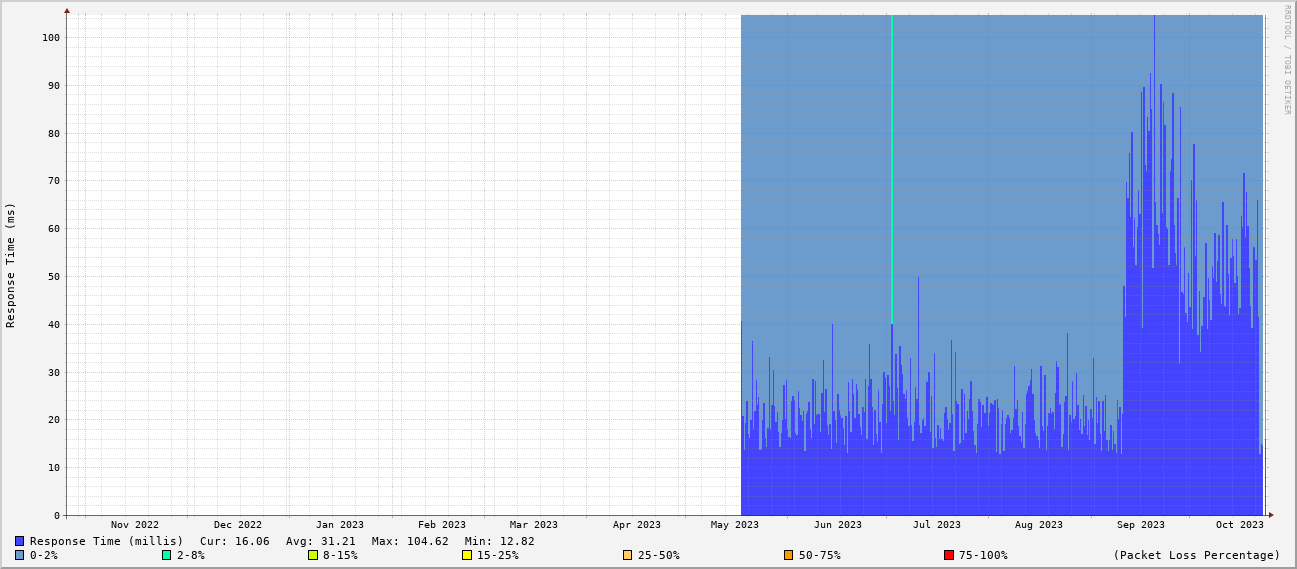 RRDTOOL / TOBI OETIKER
Response Time (ms)
100
90
80
70
60
50
40
30
20
10
0
Nov 2022 Dec 2022 Jan 2023 Feb 2023 Mar 2023 Apr 2023 May 2023 Jun 2023 Jul 2023 Aug 2023 Sep 2023 Oct 2023
Response Time (millis) Cur: 16.06 Avg: 31.21 Max: 104.62 Min: 12.82
0-2% 2-8% 8-15% 15-25% 25-50% 50-75% 75-100% (Packet Loss Percentage)